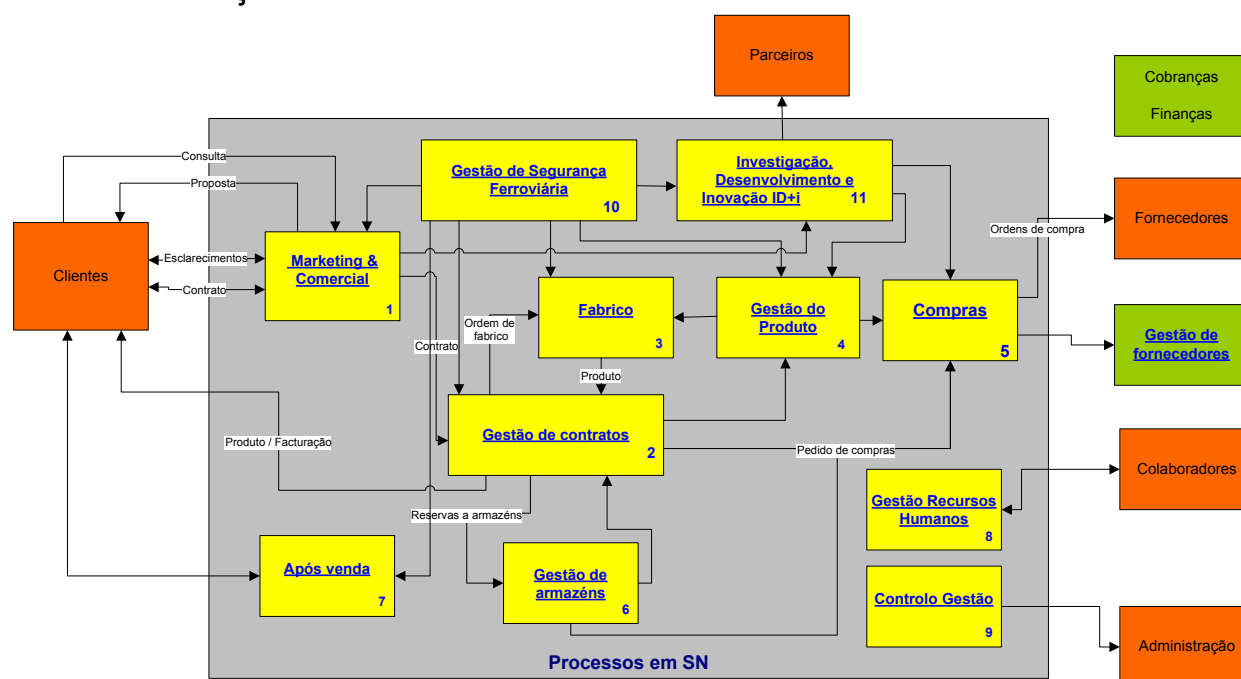 Parceiros
Cobranças
Finanças
Consulta
Proposta
Gestão de Segurança
Ferroviária
10
Investigação,
Desenvolvimento e
Inovação ID+i
11
Fornecedores
Ordens de compra
Clientes
Esclarecimentos
Contrato
Marketing &
Comercial
1
Fabrico
3
Gestão do
Produto
4
Compras
5
Gestão de
fornecedores
Ordem de
fabrico
Contrato
Produto
Gestão de contratos
2
Produto / Facturação
Pedido de compras
Colaboradores
Gestão Recursos
Humanos
8
Reservas a armazéns
Após venda
7
Gestão de
armazéns
6
Controlo Gestão
9
Administração
Processos em SN